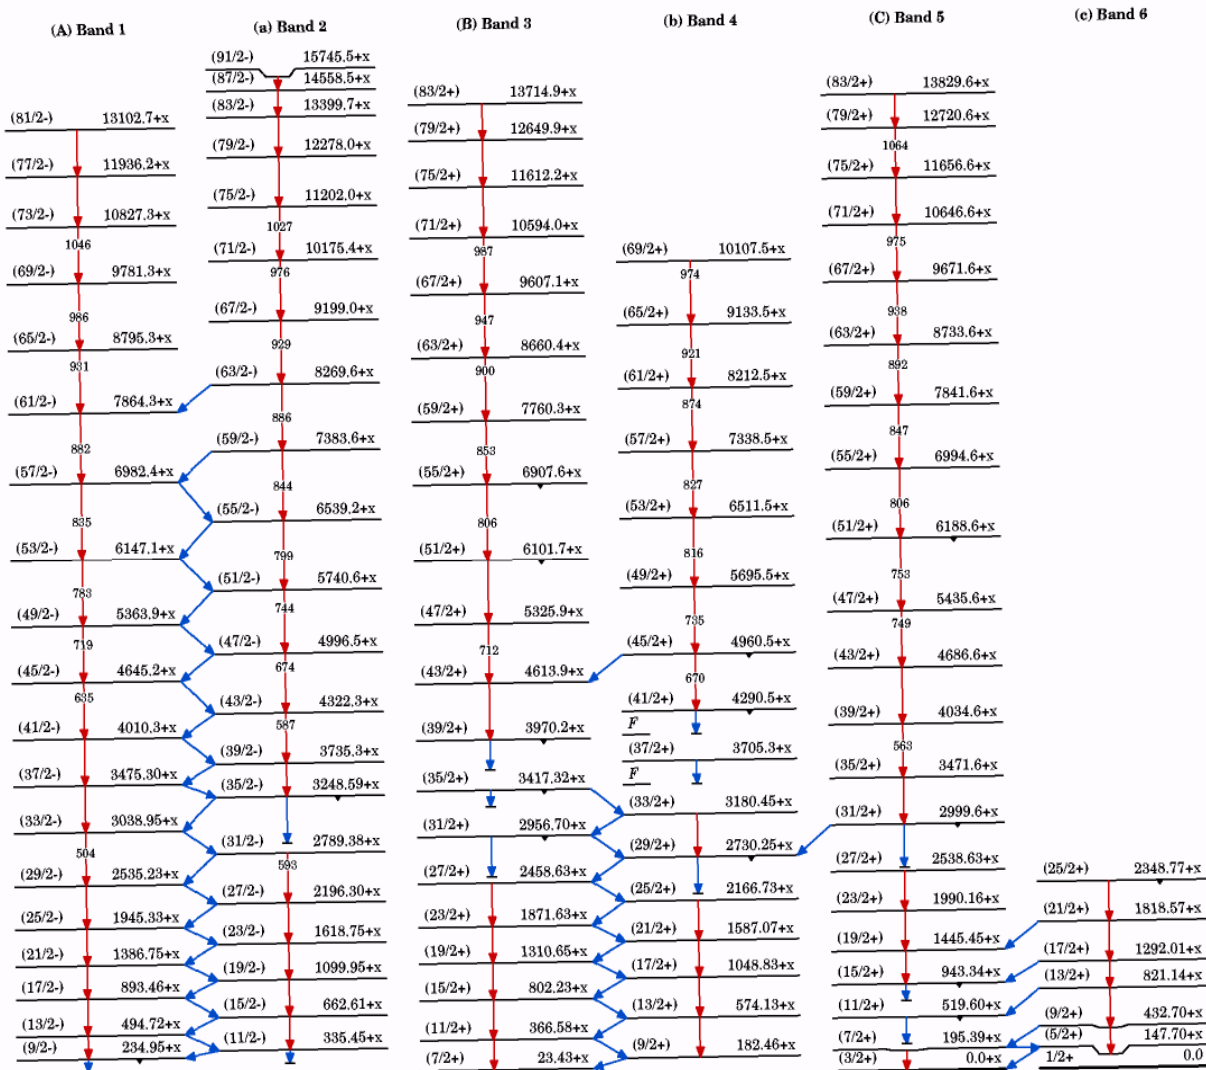 (A) Band 1
(81/2-) 13102.7+x
(77/2-) 11936.2+x
(73/2-) 10827.3+x
1046
(69/2-) 9781.3+x
986
(65/2-) 8795.3+x
931
(61/2-) 7864.3+x
882
(57/2-) 6982.4+x
835
(53/2-) 6147.1+x
783
(49/2-) 5363.9+x
719
(45/2-) 4645.2+x
635
(41/2-) 4010.3+x
(37/2-) 3475.30+x
(33/2-) 3038.95+x
504
(29/2-) 2535.23+x
(25/2-) 1945.33+x
(21/2-) 1386.75+x
(17/2-) 893.46+x
(13/2-) 494.72+x
(9/2-) 234.95+x
(a) Band 2
(91/2-) 15745.5+x
(87/2-) 14558.5+x
(83/2-) 13399.7+x
(79/2-) 12278.0+x
(75/2-) 11202.0+x
1027
(71/2-) 10175.4+x
976
(67/2-) 9199.0+x
929
(63/2-) 8269.6+x
886
(59/2-) 7383.6+x
844
(55/2-) 6539.2+x
799
(51/2-) 5740.6+x
744
(47/2-) 4996.5+x
674
(43/2-) 4322.3+x
587
(39/2-) 3735.3+x
(35/2-) 3248.59+x
(31/2-) 2789.38+x
593
(27/2-) 2196.30+x
(23/2-) 1618.75+x
(19/2-) 1099.95+x
(15/2-) 662.61+x
(11/2-) 335.45+x
(B) Band 3
(83/2+) 13714.9+x
(79/2+) 12649.9+x
(75/2+) 11612.2+x
(71/2+) 10594.0+x
987
(67/2+) 9607.1+x
947
(63/2+) 8660.4+x
900
(59/2+) 7760.3+x
853
(55/2+) 6907.6+x
806
(51/2+) 6101.7+x
(47/2+) 5325.9+x
712
(43/2+) 4613.9+x
(39/2+) 3970.2+x
(35/2+) 3417.32+x
(31/2+) 2956.70+x
(27/2+) 2458.63+x
(23/2+) 1871.63+x
(19/2+) 1310.65+x
(15/2+) 802.23+x
(11/2+) 366.58+x
(7/2+) 23.43+x
(b) Band 4
(69/2+) 10107.5+x
974
(65/2+) 9133.5+x
921
(61/2+) 8212.5+x
874
(57/2+) 7338.5+x
827
(53/2+) 6511.5+x
816
(49/2+) 5695.5+x
735
(45/2+) 4960.5+x
670
(41/2+) 4290.5+x
F
(37/2+) 3705.3+x
F
(33/2+) 3180.45+x
(29/2+) 2730.25+x
(25/2+) 2166.73+x
(21/2+) 1587.07+x
(17/2+) 1048.83+x
(13/2+) 574.13+x
(9/2+) 182.46+x
(C) Band 5
(83/2+) 13829.6+x
(79/2+) 12720.6+x
1064
(75/2+) 11656.6+x
(71/2+) 10646.6+x
975
(67/2+) 9671.6+x
938
(63/2+) 8733.6+x
892
(59/2+) 7841.6+x
847
(55/2+) 6994.6+x
806
(51/2+) 6188.6+x
753
(47/2+) 5435.6+x
749
(43/2+) 4686.6+x
(39/2+) 4034.6+x
563
(35/2+) 3471.6+x
(31/2+) 2999.6+x
(27/2+) 2538.63+x
(23/2+) 1990.16+x
(19/2+) 1445.45+x
(15/2+) 943.34+x
(11/2+) 519.60+x
(7/2+) 195.39+x
(3/2+) 0.0+x
(c) Band 6
(25/2+) 2348.77+x
(21/2+) 1818.57+x
(17/2+) 1292.01+x
(13/2+) 821.14+x
(9/2+) 432.70+x
(5/2+) 147.70+x
1/2+ 0.0